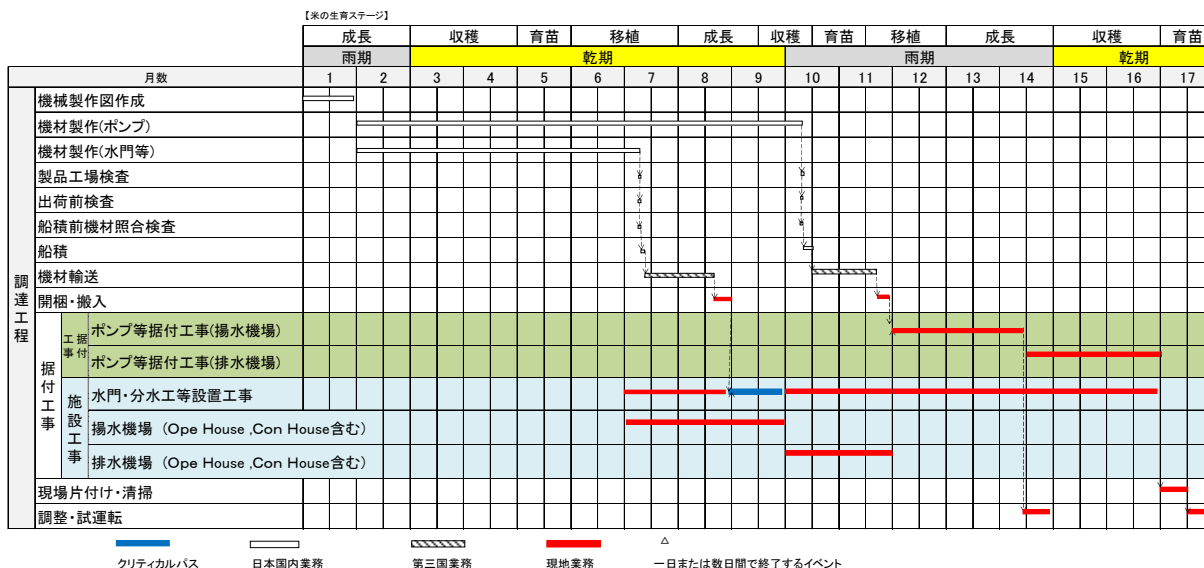 【米の生育ステージ】
成長 収穫 育苗 移植 成長 収穫 育苗 移植 成長 収穫 育苗
雨期 乾期 雨期 乾期
月数 1 2 3 4 5 6 7 8 9 10 11 12 13 14 15 16 17
調達工程
機械製作図作成
機材製作(ポンプ)
機材製作(水門等)
製品工場検査
出荷前検査
船積前機材照合検査
船積
機材輸送
開梱・搬入
据付工事
据付工事
ポンプ等据付工事(揚水機場)
ポンプ等据付工事(排水機場)
施設工事
水門・分水工等設置工事
揚水機場 (Ope House ,Con House含む)
排水機場 (Ope House ,Con House含む)
現場片付け・清掃
調整・試運転
クリティカルパス 日本国内業務 第三国業務 現地業務 一日または数日間で終了するイベント